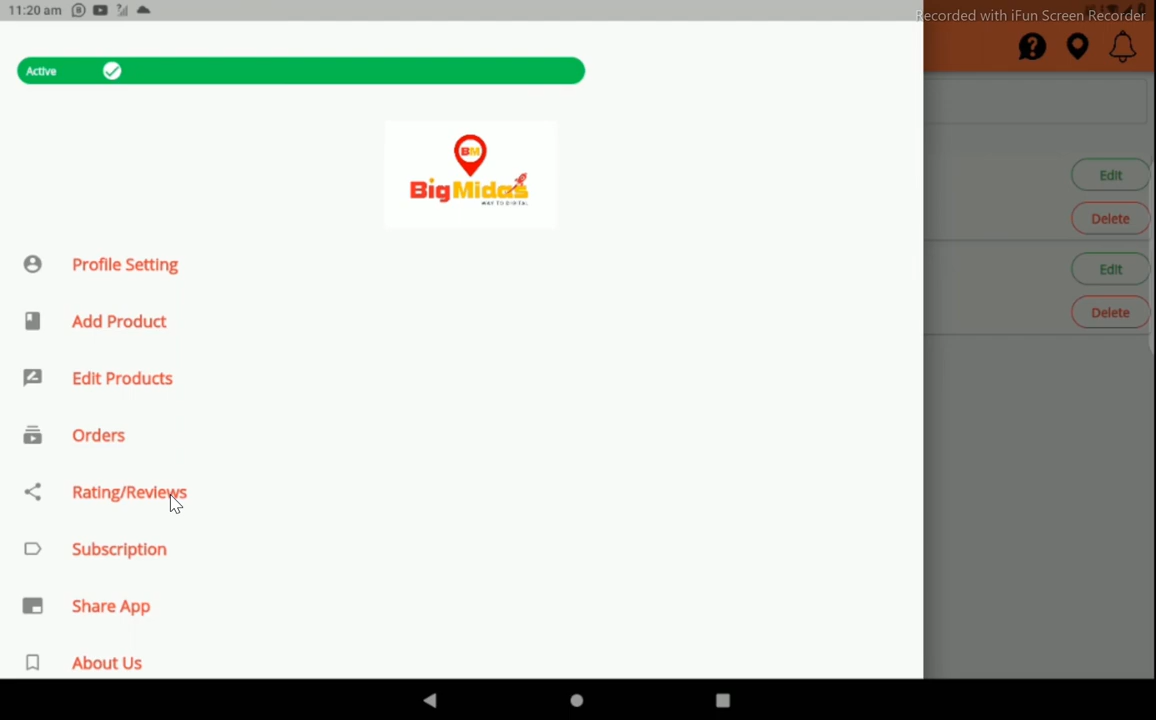 11:20 am
Recorded with iFun Screen Recorder
Active
BM
BigMidas
WAY TO DIGITAL
Edit
Profile Setting
Delete
Edit
Add Product
Delete
Edit Products
Orders
Rating/Reviews
Subscription
Share App
About Us